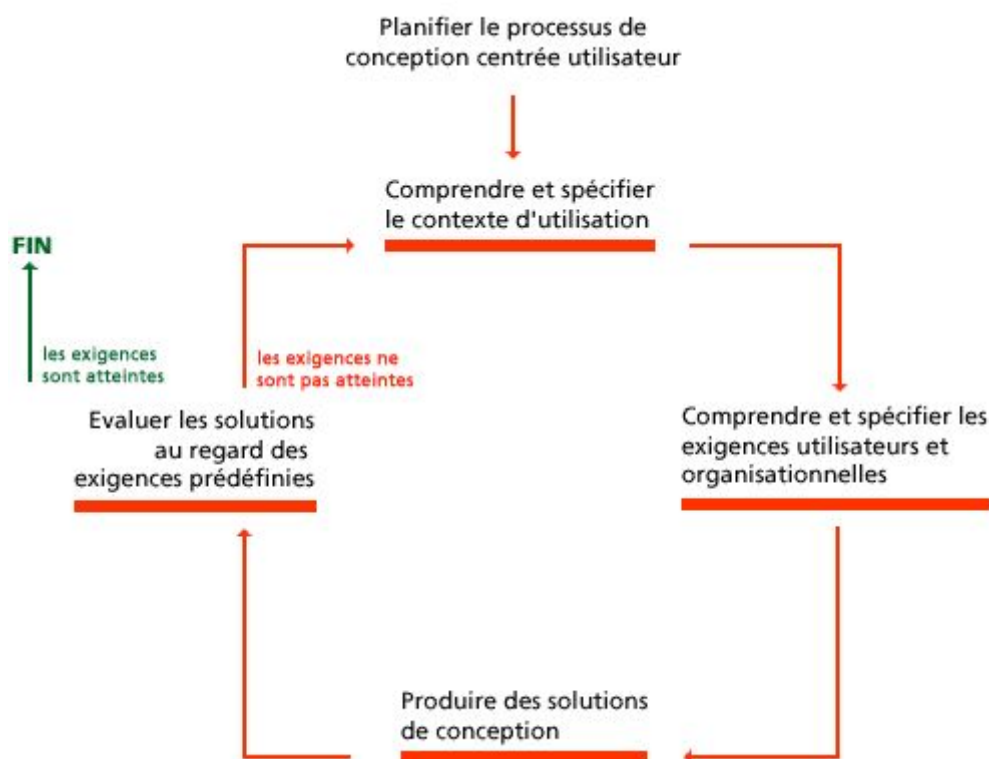 Planifier le processus de
conception centrée utilisateur
Comprendre et spécifier
le contexte d'utilisation
FIN
les exigences
sont atteintes
les exigences ne
sont pas atteintes
Evaluer les solutions
au regard des
exigences prédéfinies
Comprendre et spécifier les
exigences utilisateurs et
organisationnelles
Produire des solutions
de conception